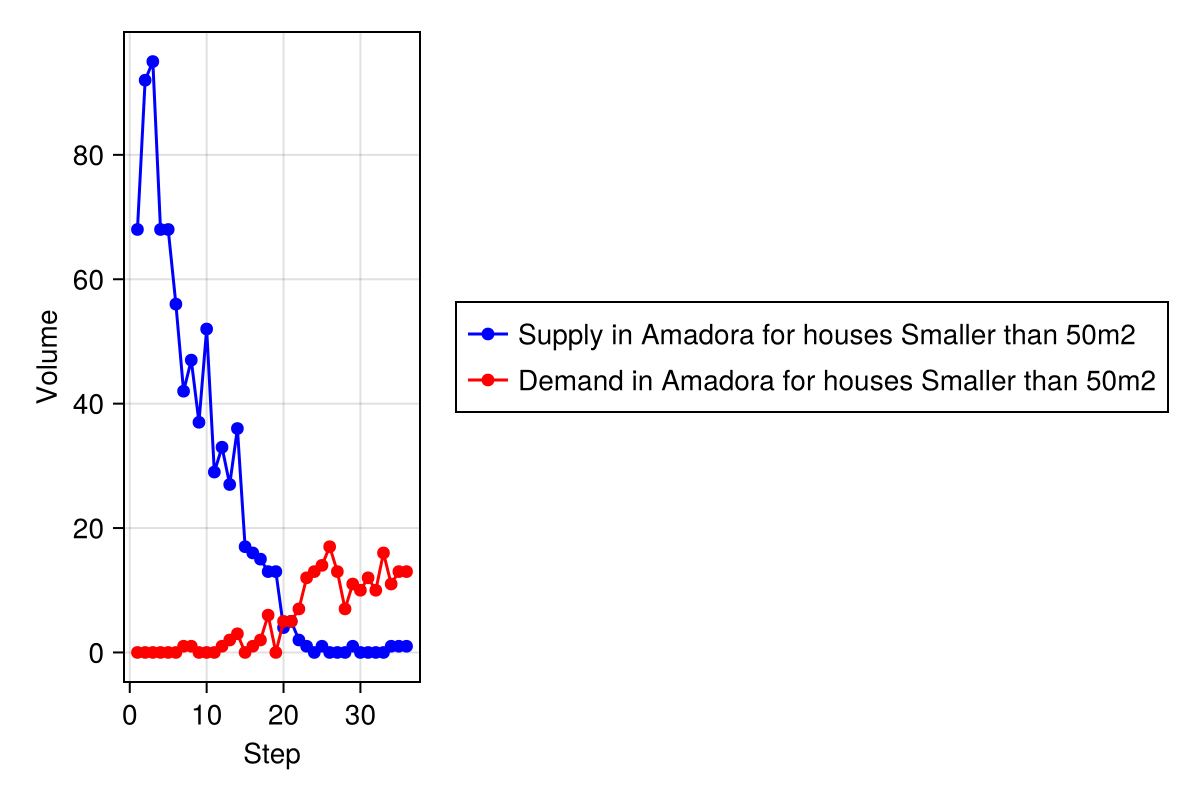 Volume
80
60
40
20
0
0 10 20 30
Step
Supply in Amadora for houses Smaller than 50m2
Demand in Amadora for houses Smaller than 50m2